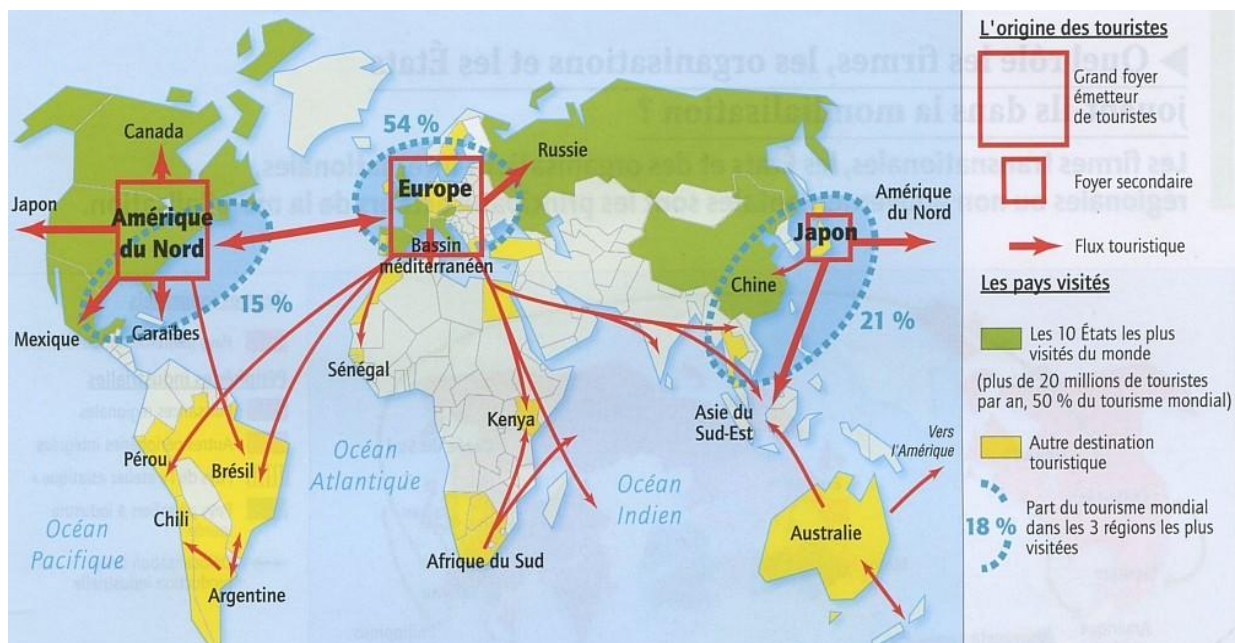 Canada
Japon
Amérique
du Nord
15 %
Mexique
Caraïbes
54 %
Europe
Russie
Bassin
méditerranéen
Japon
Amérique
du Nord
Chine
21 %
Sénégal
Kenya
Asie du
Sud-Est
Vers
l'Amérique
Pérou
Brésil
Océan
Atlantique
Océan
Indien
Chili
Australie
Océan
Pacifique
Afrique du Sud
Argentine
L'origine des touristes
Grand foyer
émetteur
de touristes
Foyer secondaire
Flux touristique
Les pays visités
Les 10 États les plus
visités du monde
(plus de 20 millions de touristes
par an, 50 % du tourisme mondial)
Autre destination
touristique
18 %
Part du tourisme mondial
dans les 3 régions les plus
visitées